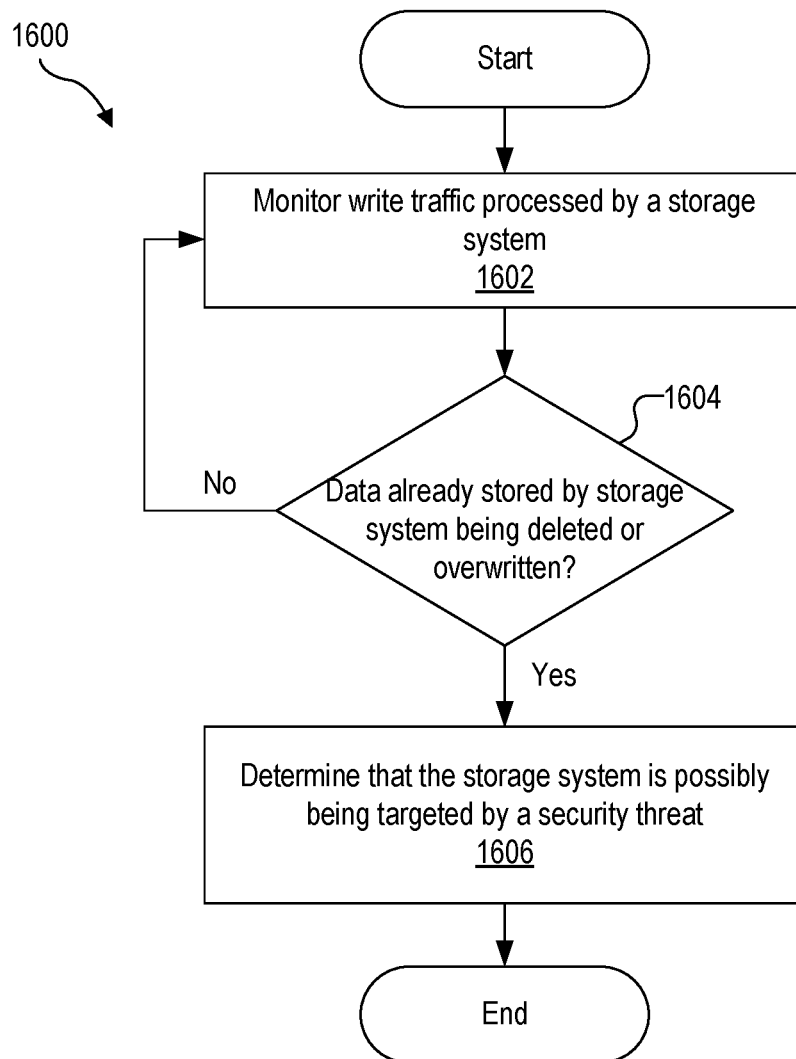 1600
Start
Monitor write traffic processed by a storage
system
1602
1604
Data already stored by storage
system being deleted or
overwritten?
No
Yes
Determine that the storage system is possibly
being targeted by a security threat
1606
End